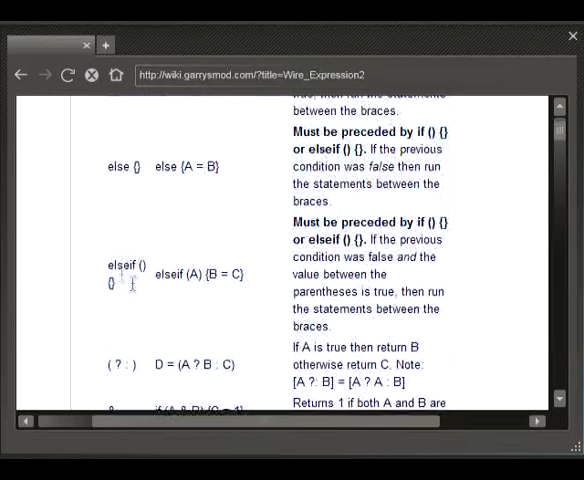 http://wiki.garrysmod.com/?title=Wire_Expression2
between the braces.
Must be preceded by if () {}
or elseif () {}. If the previous
else {} else {A = B} condition was false then run
the statements between the
braces.
Must be preceded by if () {}
or elseif () {}. If the previous
elseif () condition was false and the
{} elseif (A) {B = C} value between the
parentheses is true, then run
the statements between the
braces.
If A is true then return B
( ? : ) D = (A ? B : C) otherwise return C. Note:
[A ?: B] = [A ? A : B]
Returns 1 if both A and B are